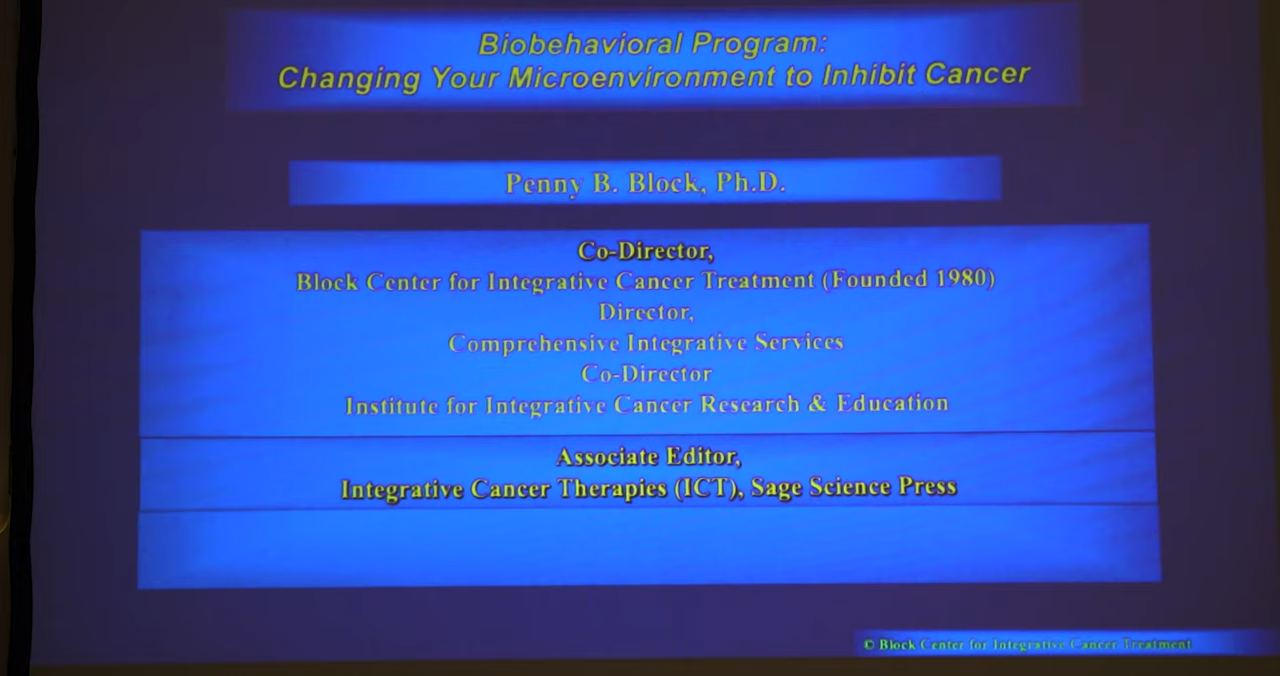 Biobehavioral Program:
Changing Your Microenvironment to Inhibit Cancer
Penny B. Block, Ph.D.
Co-Director,
Block Center for Integrative Cancer Treatment (Founded 1980)
Director,
Comprehensive Integrative Services
Co-Director
Institute for Integrative Cancer Research & Education
Associate Editor,
Integrative Cancer Therapies (ICT), Sage Science Press
© Block Center for Integrative Cancer Treatment